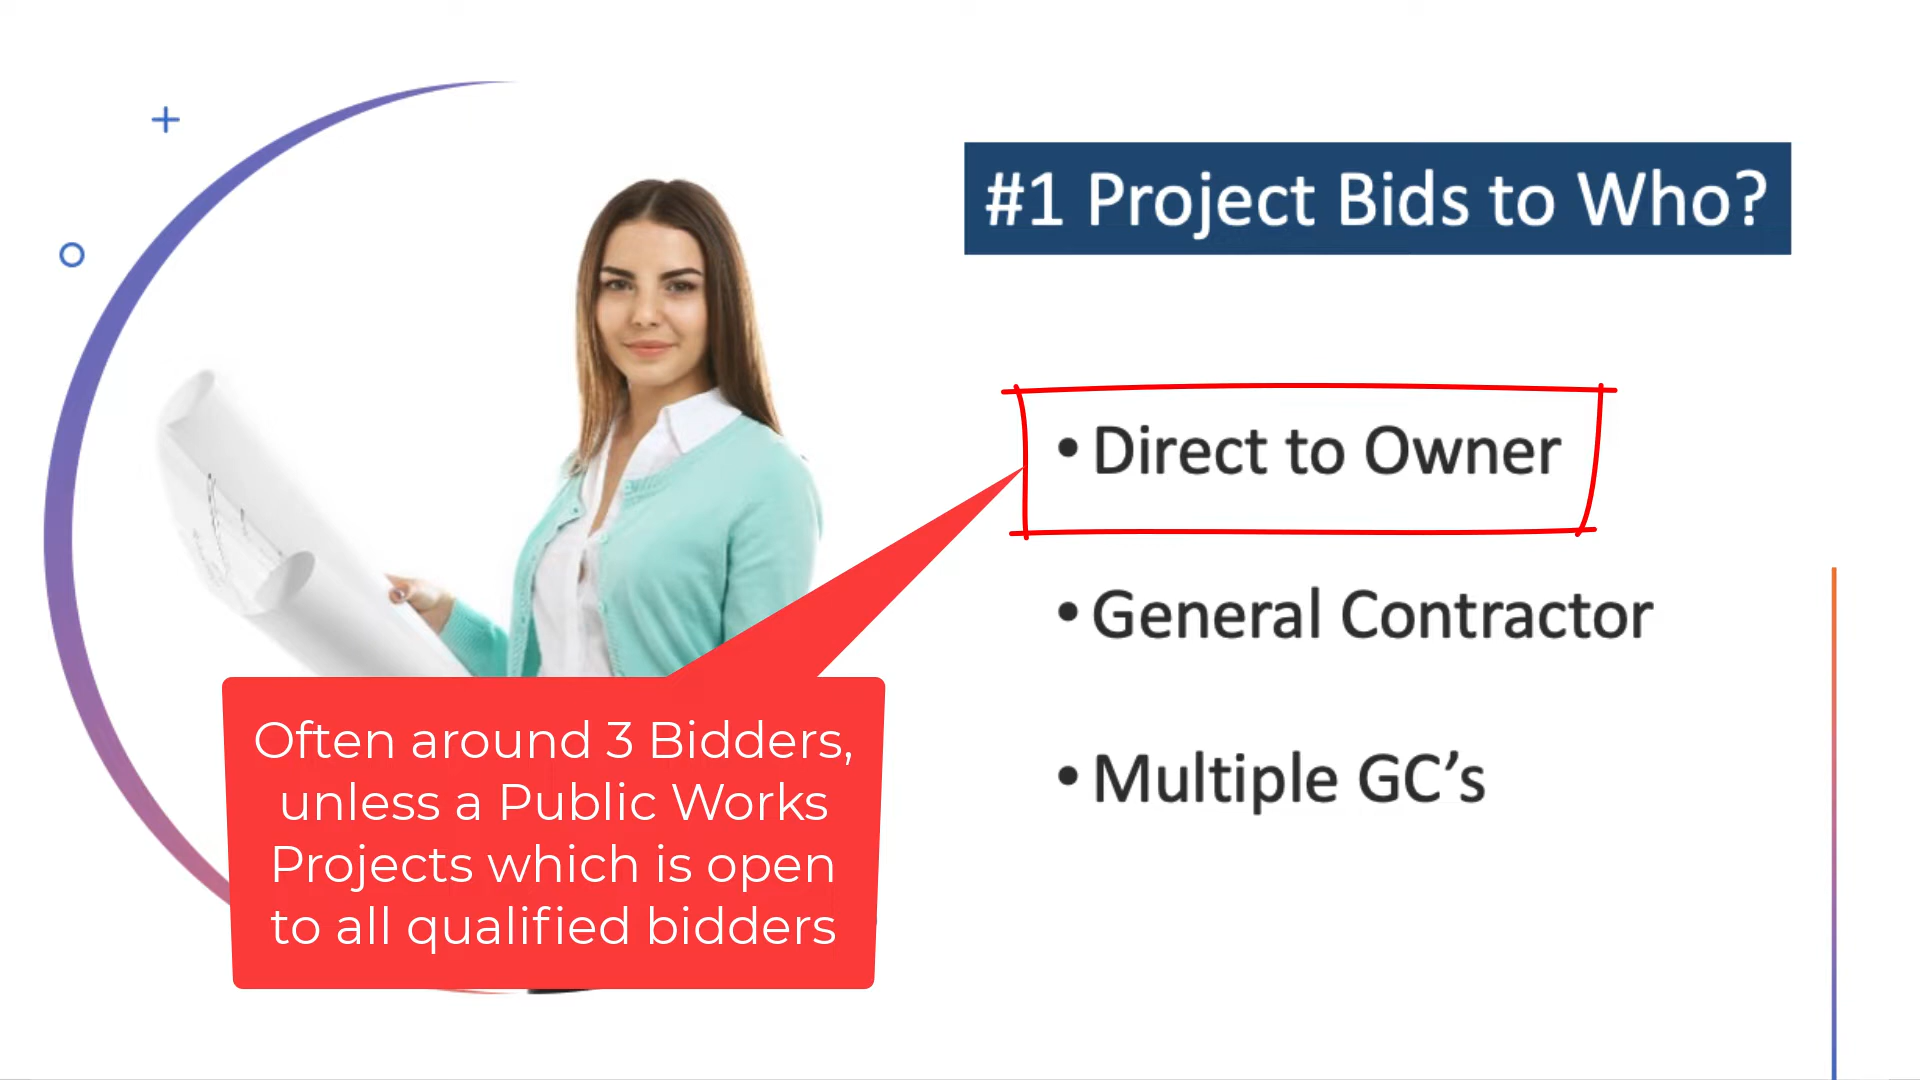 #1 Project Bids to Who?
• Direct to Owner
• General Contractor
• Multiple GC’s
Often around 3 Bidders,
unless a Public Works
Projects which is open
to all qualified bidders